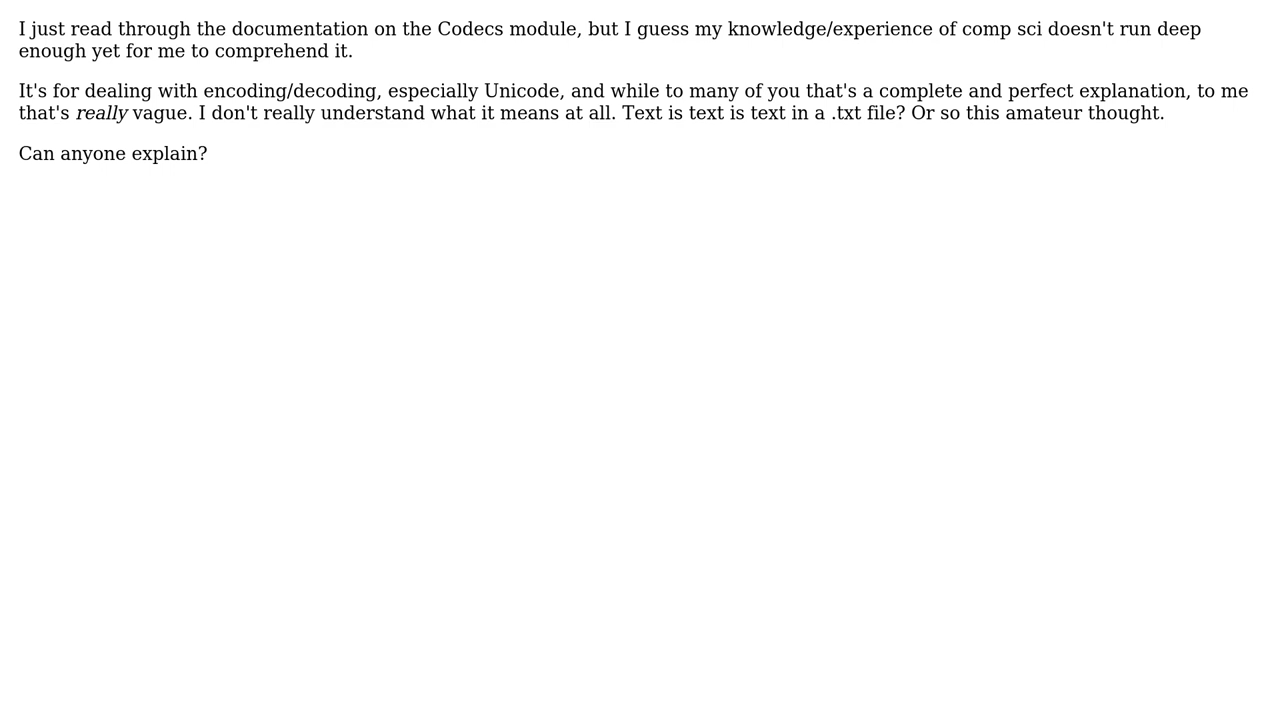 I just read through the documentation on the Codecs module, but I guess my knowledge/experience of comp sci doesn't run deep
enough yet for me to comprehend it.
It's for dealing with encoding/decoding, especially Unicode, and while to many of you that's a complete and perfect explanation, to me
that's really vague. I don't really understand what it means at all. Text is text is text in a .txt file? Or so this amateur thought.
Can anyone explain?